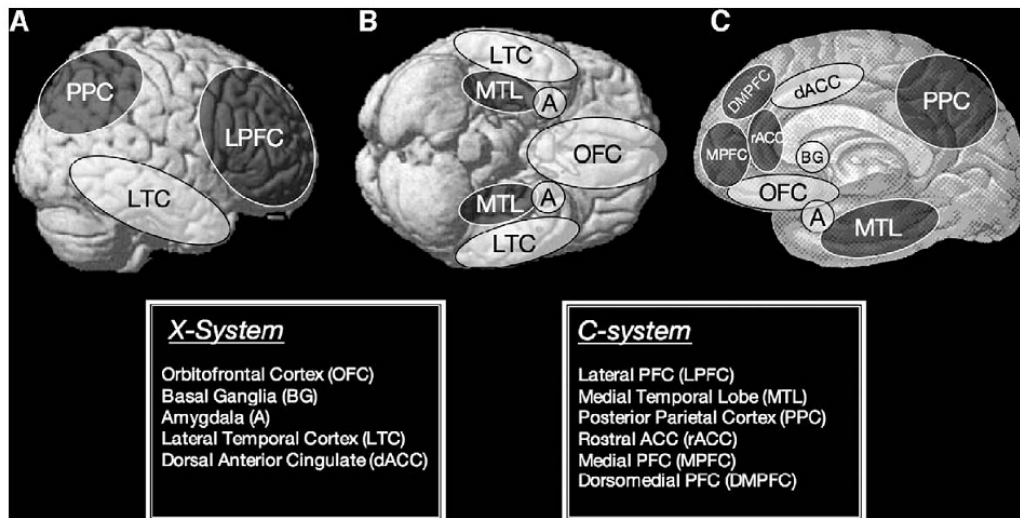 A
PPC
LPFC
LTC
B
LTC
MTL
A
OFC
A
MTL
LTC
C
DMPFC
dACC
PPC
MPFC
rACC
BG
OFC
A
MTL
X-System
Orbitofrontal Cortex (OFC)
Basal Ganglia (BG)
Amygdala (A)
Lateral Temporal Cortex (LTC)
Dorsal Anterior Cingulate (dACC)
C-system
Lateral PFC (LPFC)
Medial Temporal Lobe (MTL)
Posterior Parietal Cortex (PPC)
Rostral ACC (rACC)
Medial PFC (MPFC)
Dorsomedial PFC (DMPFC)